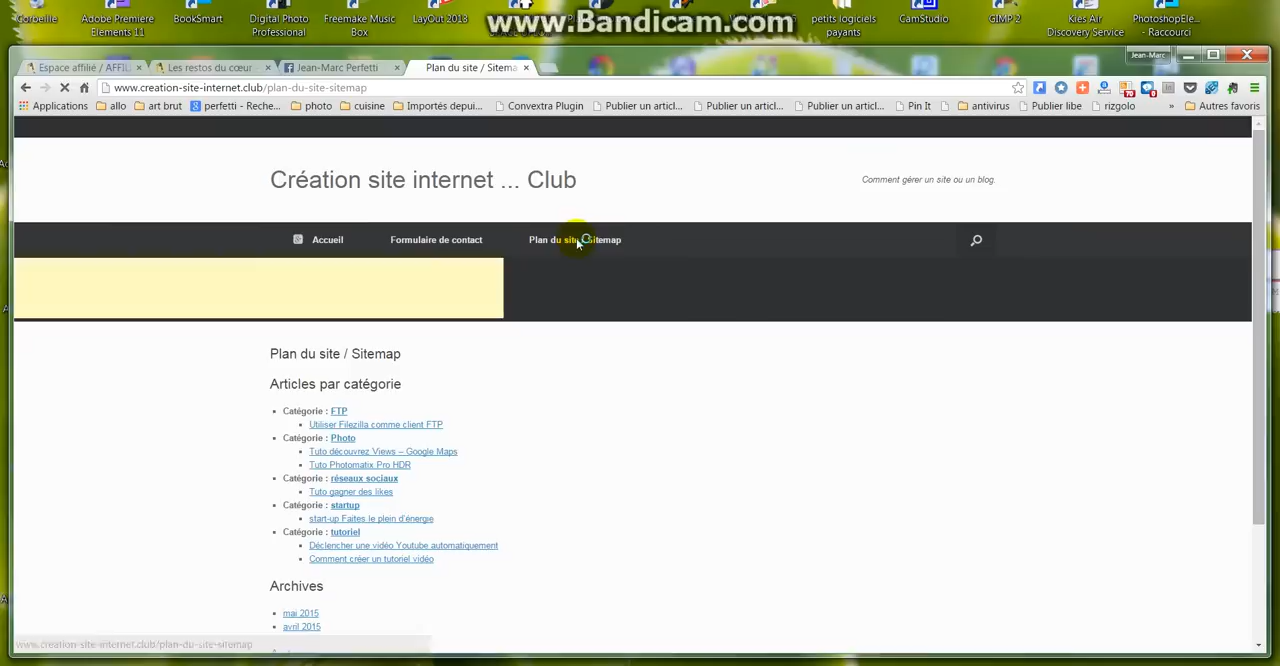 Corbeille
Adobe Premiere Elements 11
BookSmart
Digital Photo Professional
Freemake Music Box
LayOut 2013
www.Bandicam.com
petits logiciels payants
CamStudio
GIMP 2
Kies Air Discovery Service
PhotoshopEle... - Raccourci
Jean-Marc
Espace affilié / AFFIL
Les restos du cœur
Jean-Marc Perfetti
Plan du site / Sitema
www.creation-site-internet.club/plan-du-site-sitemap
Applications
allo
art brut
perfetti - Reche...
photo
cuisine
Importés depui...
Convextra Plugin
Publier un articl...
Publier un articl...
Publier un articl...
Pin It
antivirus
Publier libe
rizgolo
»
Autres favoris
Création site internet ... Club
Comment gérer un site ou un blog.
Accueil
Formulaire de contact
Plan du site / Sitemap
Plan du site / Sitemap
Articles par catégorie
Catégorie : FTP
Utiliser Filezilla comme client FTP
Catégorie : Photo
Tuto découvrez Views – Google Maps
Tuto Photomatix Pro HDR
Catégorie : réseaux sociaux
Tuto gagner des likes
Catégorie : startup
start-up Faites le plein d'énergie
Catégorie : tutoriel
Déclencher une vidéo Youtube automatiquement
Comment créer un tutoriel vidéo
Archives
mai 2015
avril 2015
www.creation-site-internet.club/plan-du-site-sitemap